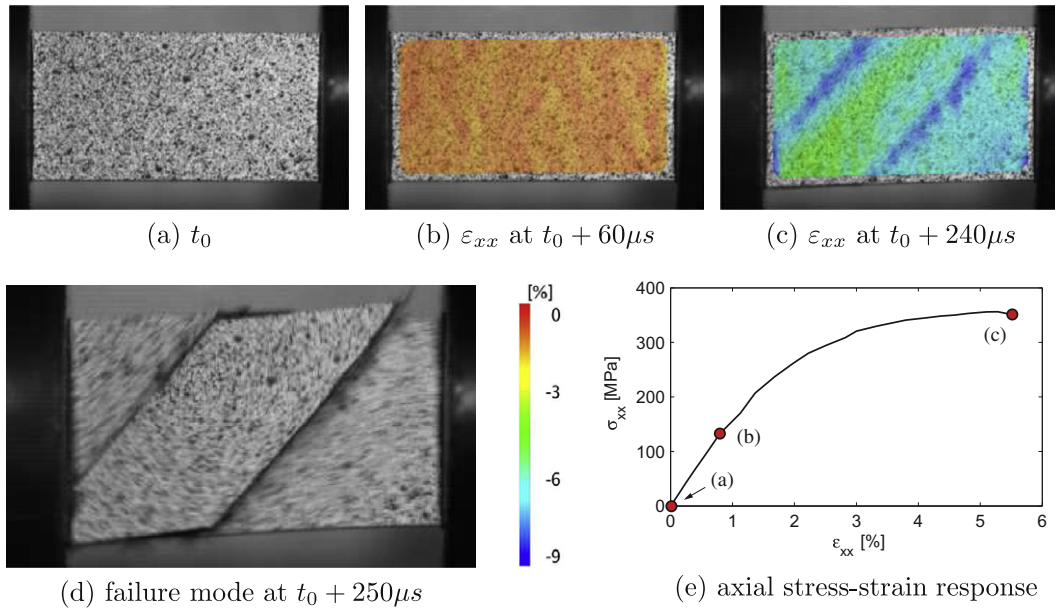 (a) t₀
(b) εₓₓ at t₀ + 60μs
(c) εₓₓ at t₀ + 240μs
[%]
0
-3
-6
-9
(d) failure mode at t₀ + 250μs
400
300
200
100
0
σₓₓ [MPa]
(a)
(b)
(c)
0 1 2 3 4 5 6
εₓₓ [%]
(e) axial stress-strain response